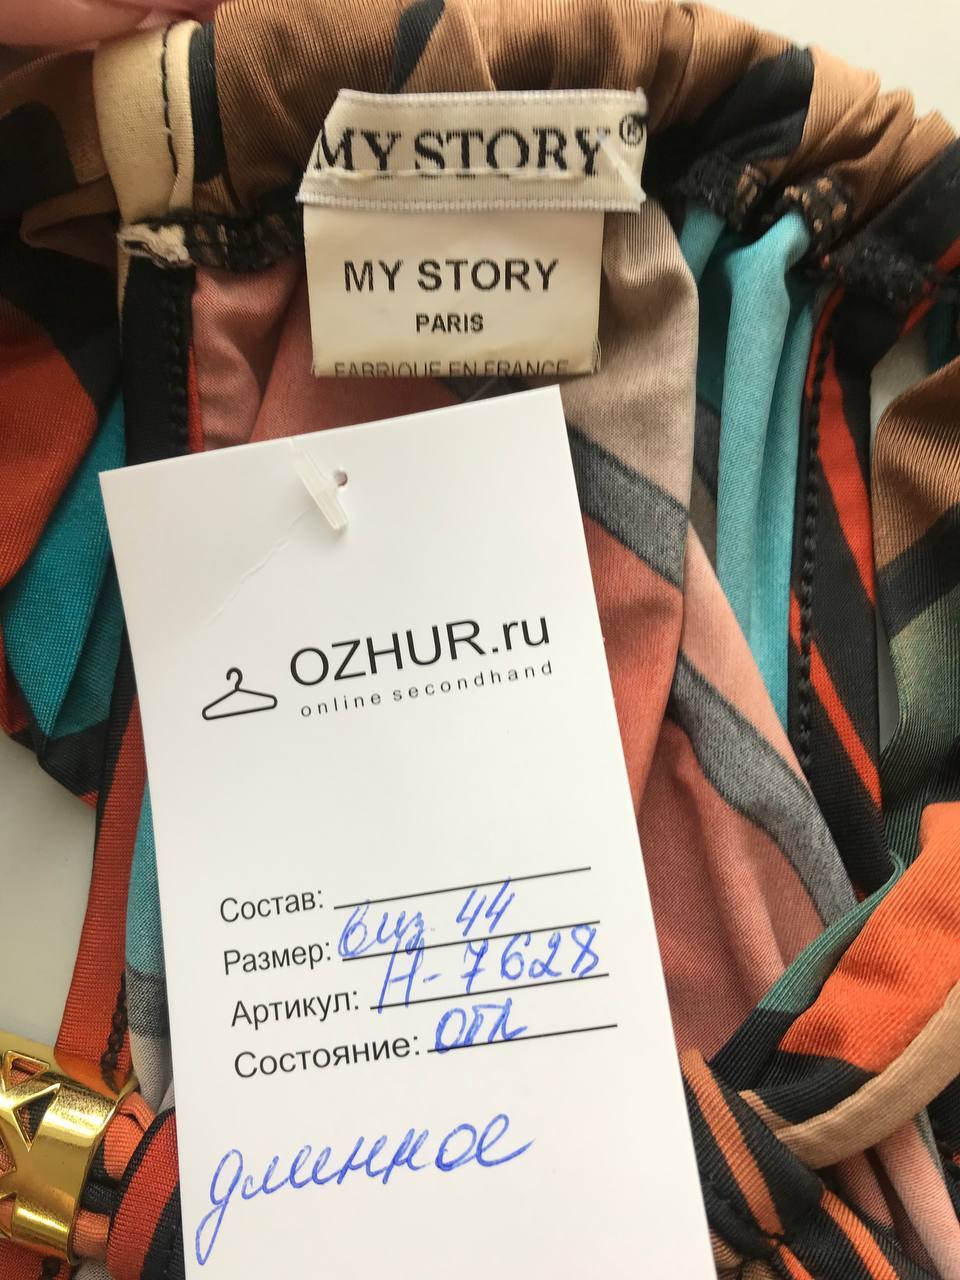 MY STORY®
MY STORY
PARIS
FABRIQUE EN FRANCE
OZHUR.ru
online secondhand
Состав:
Размер: виз 44
Артикул: Н-7628
Состояние: отл
длинное